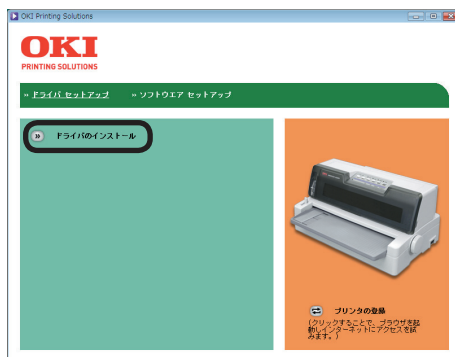 OKI Printing Solutions
OKI
PRINTING SOLUTIONS
» ドライバ セットアップ » ソフトウエア セットアップ
» ドライバのインストール
プリンタの登録
(クリックすることで、ブラウザを起
動しインターネットにアクセスを試
みます。)